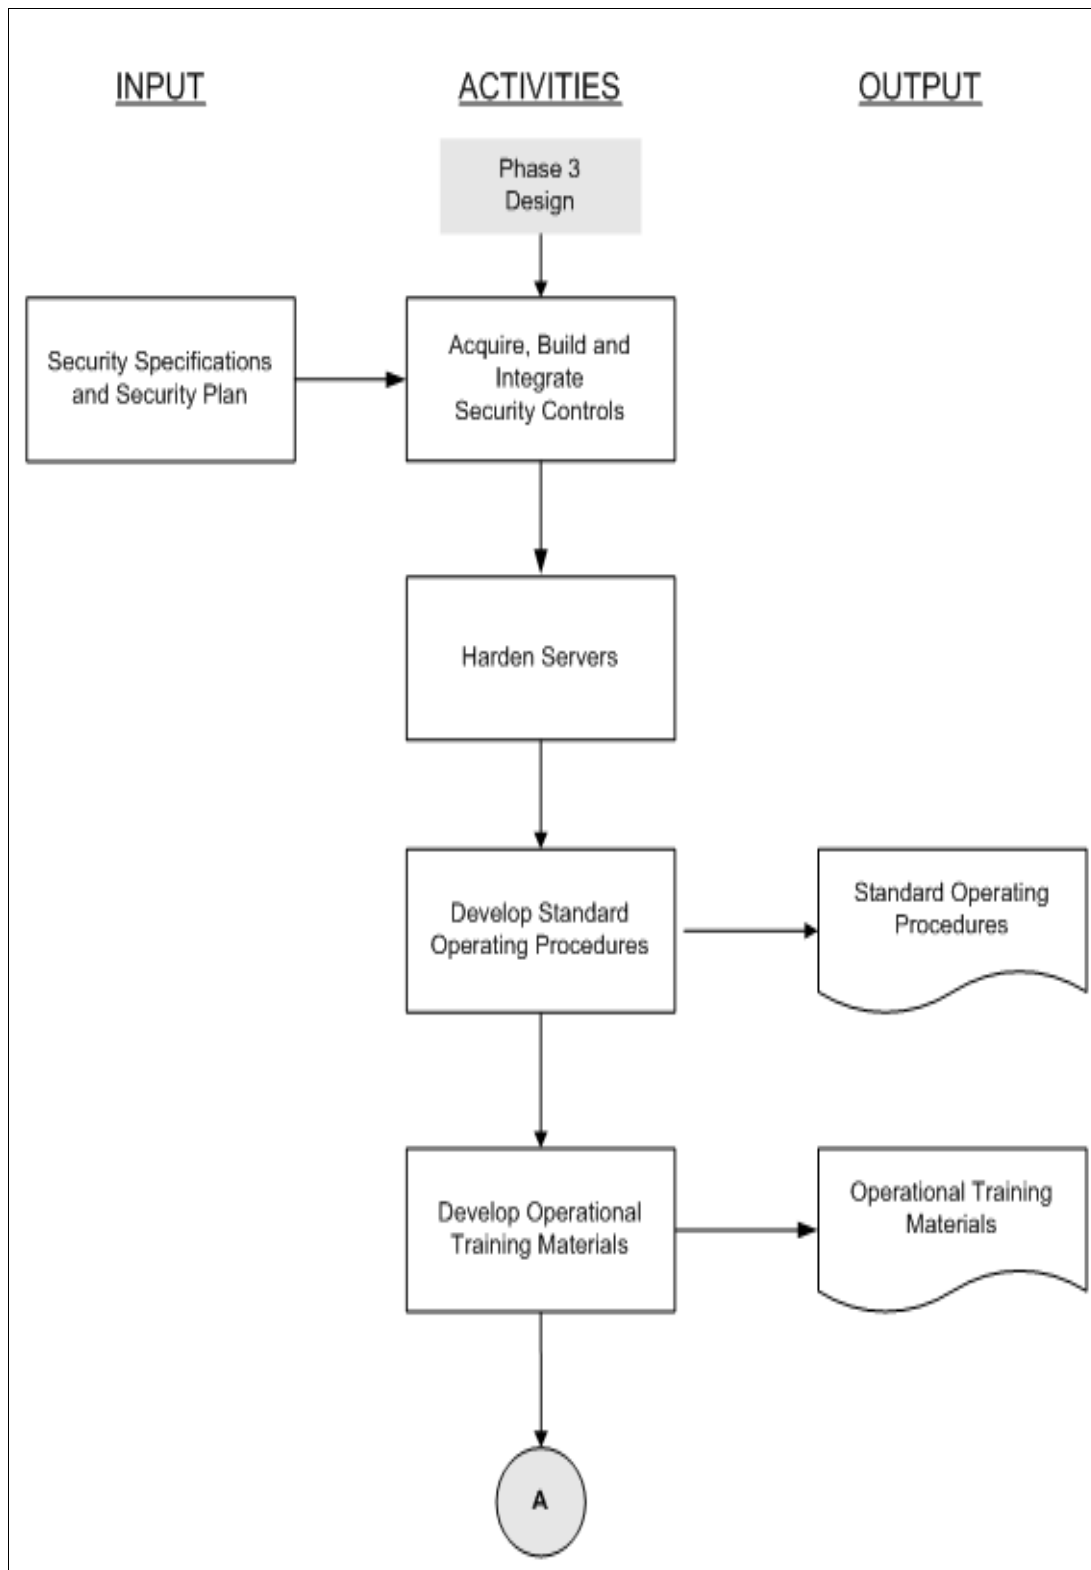 INPUT
ACTIVITIES
OUTPUT
Phase 3
Design
Security Specifications
and Security Plan
Acquire, Build and
Integrate
Security Controls
Harden Servers
Develop Standard
Operating Procedures
Standard Operating
Procedures
Develop Operational
Training Materials
Operational Training
Materials
A